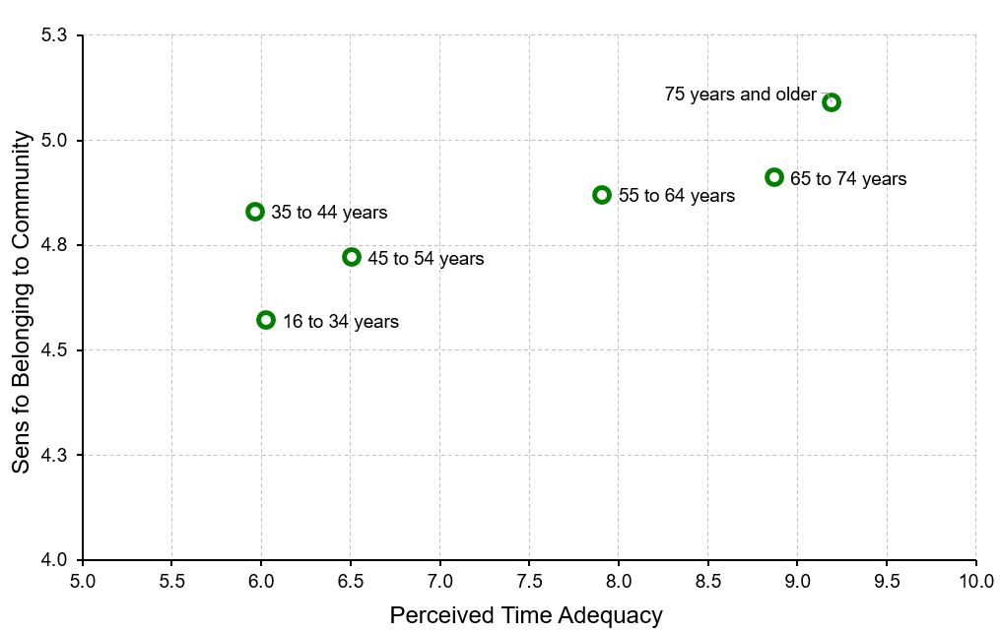 5.3
5.0
4.8
4.5
4.3
4.0
Sens fo Belonging to Community
75 years and older
65 to 74 years
55 to 64 years
35 to 44 years
45 to 54 years
16 to 34 years
5.0 5.5 6.0 6.5 7.0 7.5 8.0 8.5 9.0 9.5 10.0
Perceived Time Adequacy